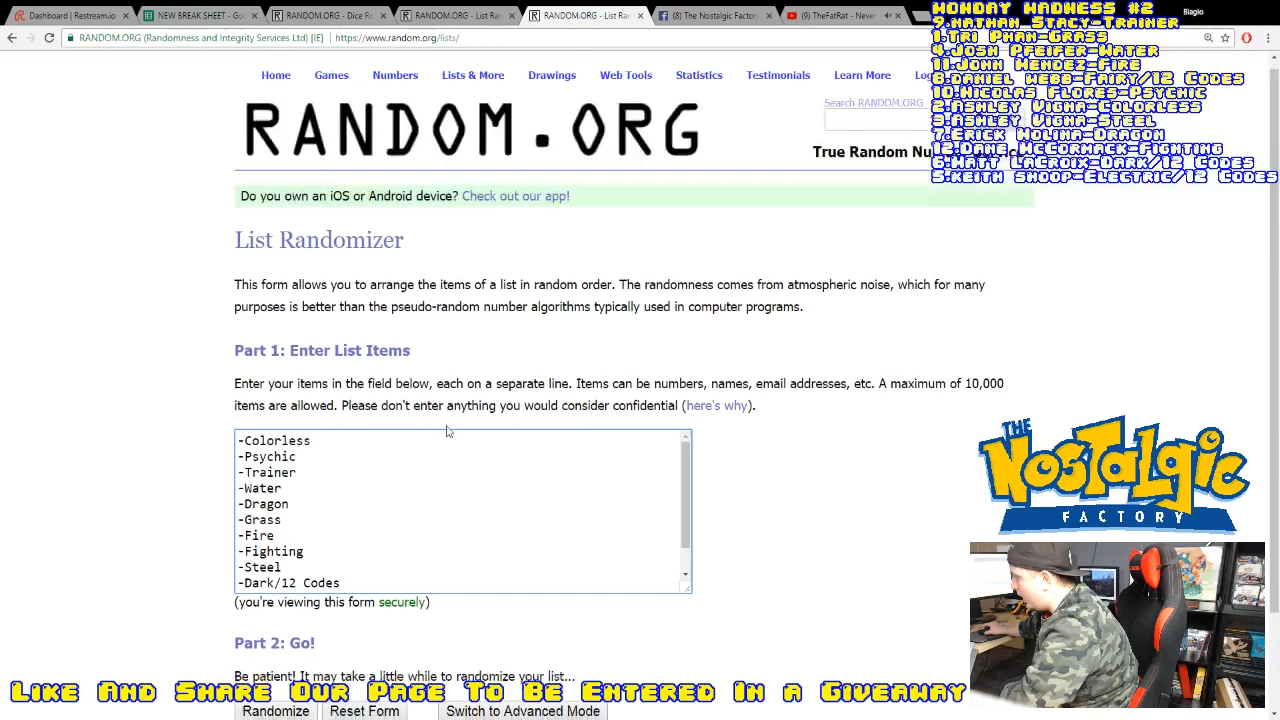 Dashboard | Restream.io
NEW BREAK SHEET - Go
RANDOM.ORG - Dice Ro
RANDOM.ORG - List Ran
RANDOM.ORG - List Ran
(8) The Nostalgic Factory
(7) TheFatRat - Never
Biagio
RANDOM.ORG (Randomness and Integrity Services Ltd) [IE]
https://www.random.org/lists/
Home
Games
Numbers
Lists & More
Drawings
Web Tools
Statistics
Testimonials
Learn More
RANDOM.ORG
Search RANDOM.ORG
True Random Nu
Do you own an iOS or Android device? Check out our app!
List Randomizer
This form allows you to arrange the items of a list in random order. The randomness comes from atmospheric noise, which for many
purposes is better than the pseudo-random number algorithms typically used in computer programs.
Part 1: Enter List Items
Enter your items in the field below, each on a separate line. Items can be numbers, names, email addresses, etc. A maximum of 10,000
items are allowed. Please don't enter anything you would consider confidential (here's why).
-Colorless
-Psychic
-Trainer
-Water
-Dragon
-Grass
-Fire
-Fighting
-Steel
-Dark/12 Codes
(you're viewing this form securely)
Part 2: Go!
Be patient! It may take a little while to randomize your list...
Randomize
Reset Form
Switch to Advanced Mode
Monday Madness #2
9.Nathan Stacy-Trainer
1.Tri Phan-Grass
4.Josh Pfeifer-Water
11.John Mendez-Fire
8.Daniel Webb-Fairy/12 Codes
10.Nicolas Flores-Psychic
2.Ashley Vigna-Colorless
3.Ashley Vigna-Steel
7.Erick Molina-Dragon
12.Dane McCormack-Fighting
6.Matt LaCroix-Dark/12 Codes
5.Keith Shoop-Electric/12 Codes
THE
NOSTALGIC
FACTORY
Like And Share Our Page To Be Entered In a Giveaway